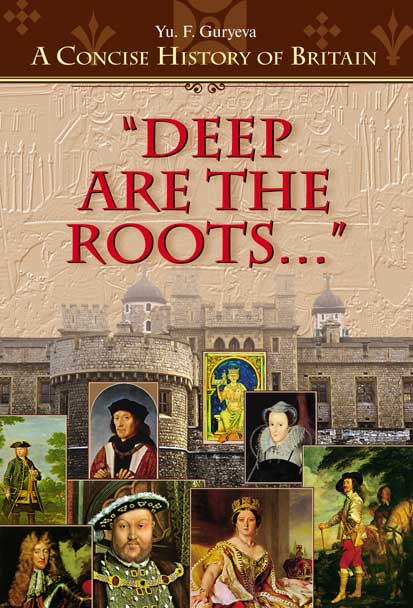 Yu. F. Guryeva
A CONCISE HISTORY OF BRITAIN
"DEEP
ARE THE
ROOTS..."